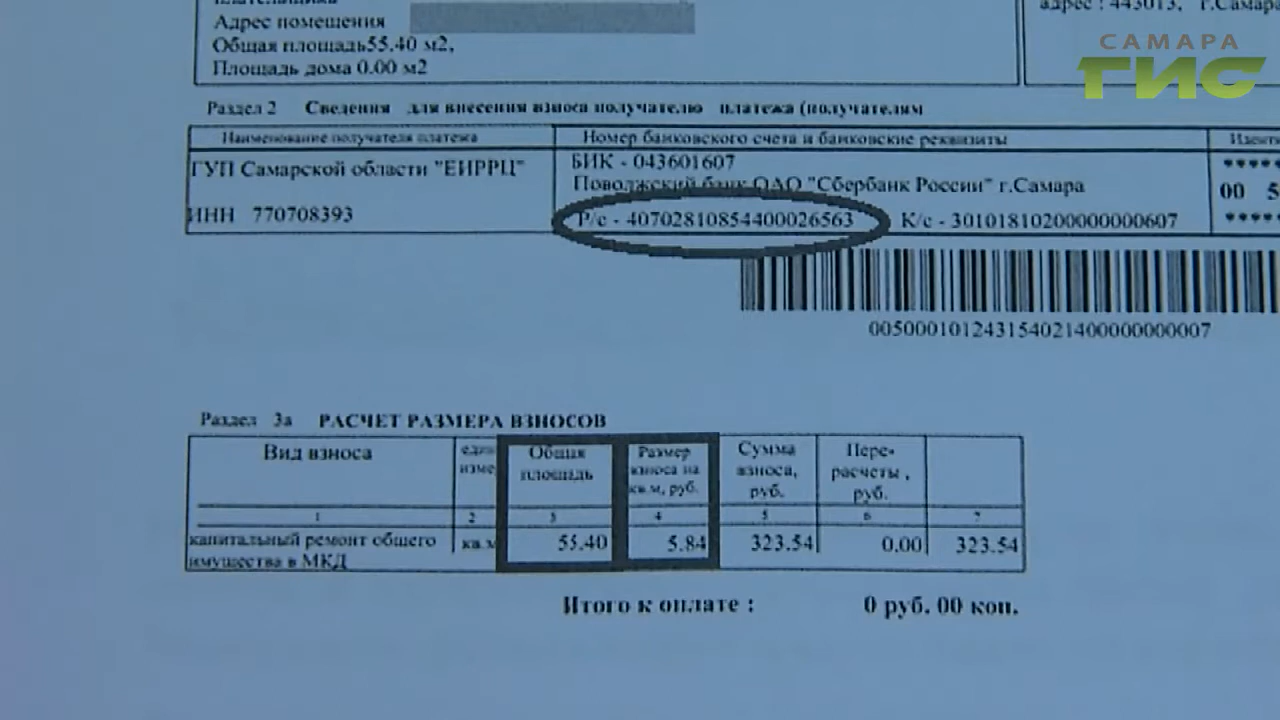 Адрес помещения
Общая площадь55.40 м2,
Площадь дома 0.00 м2
адрес : 443013, г.Самара
САМАРА
ГИС
Раздел 2 Сведения для внесения взноса получателю платежа (получателям
Наименование получателя платежа
Номер банковского счета и банковские реквизиты
ГУП Самарской области "ЕИРРЦ"
ИНН 770708393
БИК - 043601607
Поволжский банк ОАО "Сбербанк России" г.Самара
Р/с - 40702810854400026563 К/с - 30101810200000000607
*****
00 5
*****
0050001012431540214000000000007
Раздел 3а РАСЧЕТ РАЗМЕРА ВЗНОСОВ
Вид взноса
Общая
площадь
Размер
взноса на
кв.м, руб.
Сумма
взноса,
руб.
Пере-
расчеты ,
руб.
1 2 3 4 5 6 7
капитальный ремонт общего
имущества в МКД
кв.м 55.40 5.84 323.54 0.00 323.54
Итого к оплате : 0 руб. 00 коп.